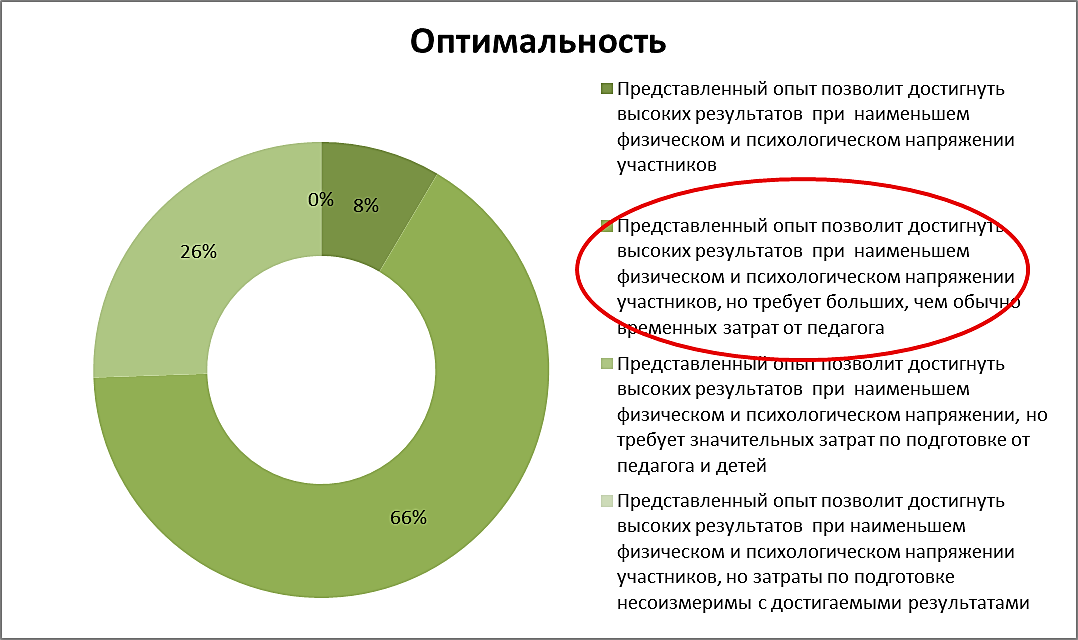 Оптимальность
Представленный опыт позволит достигнуть
высоких результатов при наименьшем
физическом и психологическом напряжении
участников
Представленный опыт позволит достигнуть
высоких результатов при наименьшем
физическом и психологическом напряжении
участников, но требует больших, чем обычно
временных затрат от педагога
Представленный опыт позволит достигнуть
высоких результатов при наименьшем
физическом и психологическом напряжении, но
требует значительных затрат по подготовке от
педагога и детей
Представленный опыт позволит достигнуть
высоких результатов при наименьшем
физическом и психологическом напряжении
участников, но затраты по подготовке
несоизмеримы с достигаемыми результатами
0%
8%
26%
66%